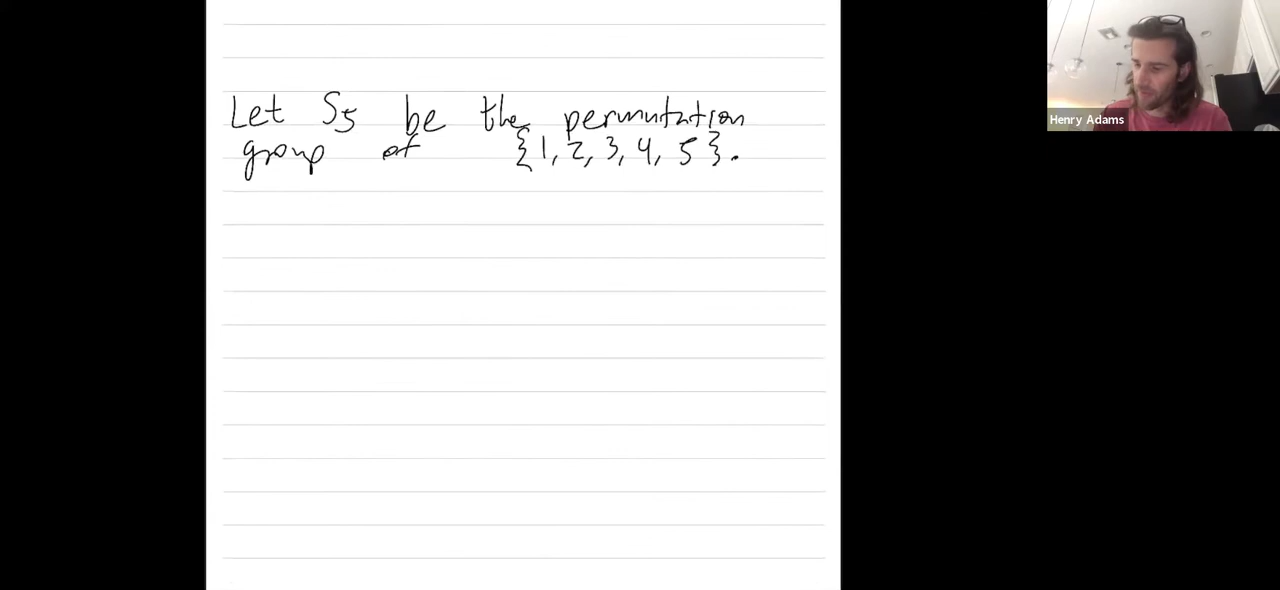 Let S₅ be the permutation
group of {1, 2, 3, 4, 5}.
Henry Adams